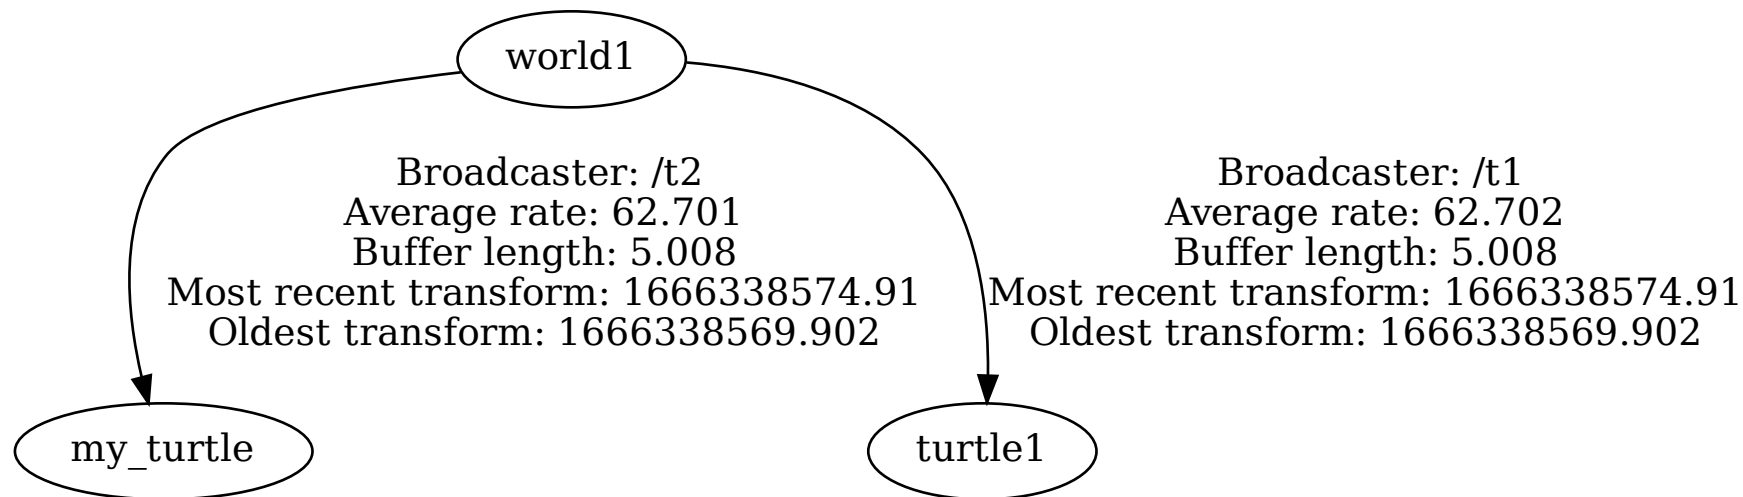 world1
Broadcaster: /t2
Average rate: 62.701
Buffer length: 5.008
Most recent transform: 1666338574.91
Oldest transform: 1666338569.902
Broadcaster: /t1
Average rate: 62.702
Buffer length: 5.008
Most recent transform: 1666338574.91
Oldest transform: 1666338569.902
my_turtle
turtle1